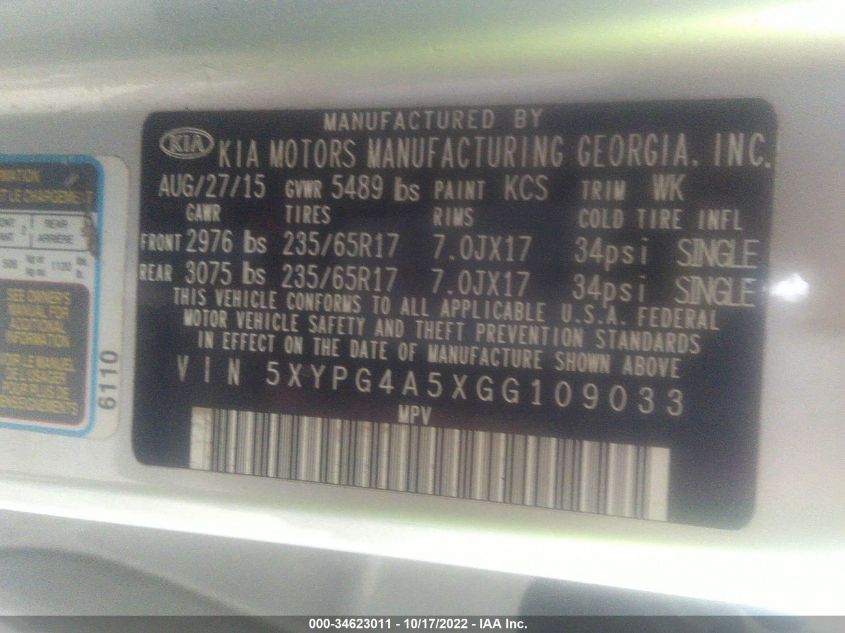 MANUFACTURED BY
KIA KIA MOTORS MANUFACTURING GEORGIA, INC.
AUG/27/15 GVWR 5489 lbs PAINT KCS TRIM WK
GAWR TIRES RIMS COLD TIRE INFL
FRONT 2976 lbs 235/65R17 7.0JX17 34psi SINGLE
REAR 3075 lbs 235/65R17 7.0JX17 34psi SINGLE
THIS VEHICLE CONFORMS TO ALL APPLICABLE U.S.A. FEDERAL
MOTOR VEHICLE SAFETY AND THEFT PREVENTION STANDARDS
IN EFFECT ON THE DATE OF MANUFACTURE SHOWN ABOVE
VIN 5XYPG4A5XGG109033
MPV
REAR
ARRIÈRE
2
SEE OWNER'S
MANUAL FOR
ADDITIONAL
INFORMATION
6110
000-34623011 - 10/17/2022 - IAA Inc.